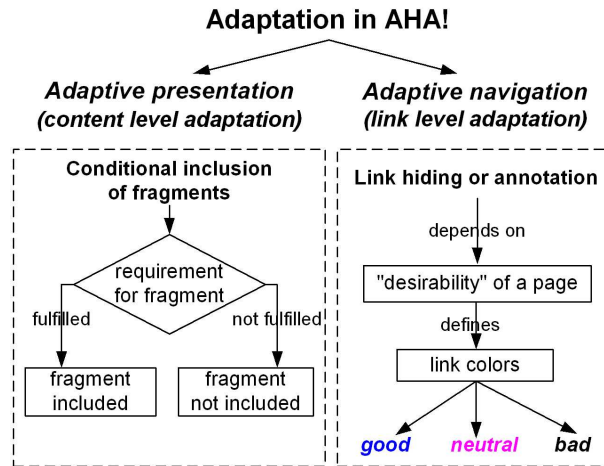 Adaptation in AHA!
Adaptive presentation
(content level adaptation)
Adaptive navigation
(link level adaptation)
Conditional inclusion
of fragments
requirement
for fragment
fulfilled
not fulfilled
fragment
included
fragment
not included
Link hiding or annotation
depends on
"desirability" of a page
defines
link colors
good
neutral
bad